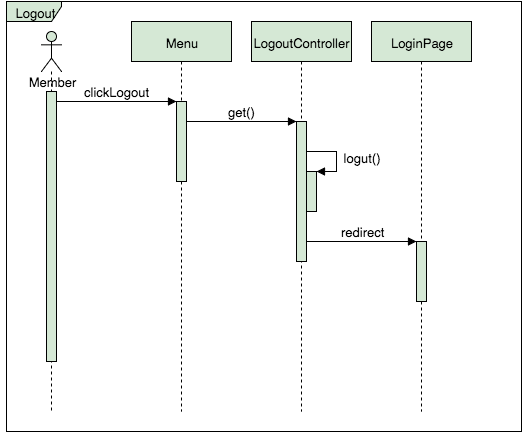 Logout
Member
Menu
LogoutController
LoginPage
clickLogout
get()
logut()
redirect